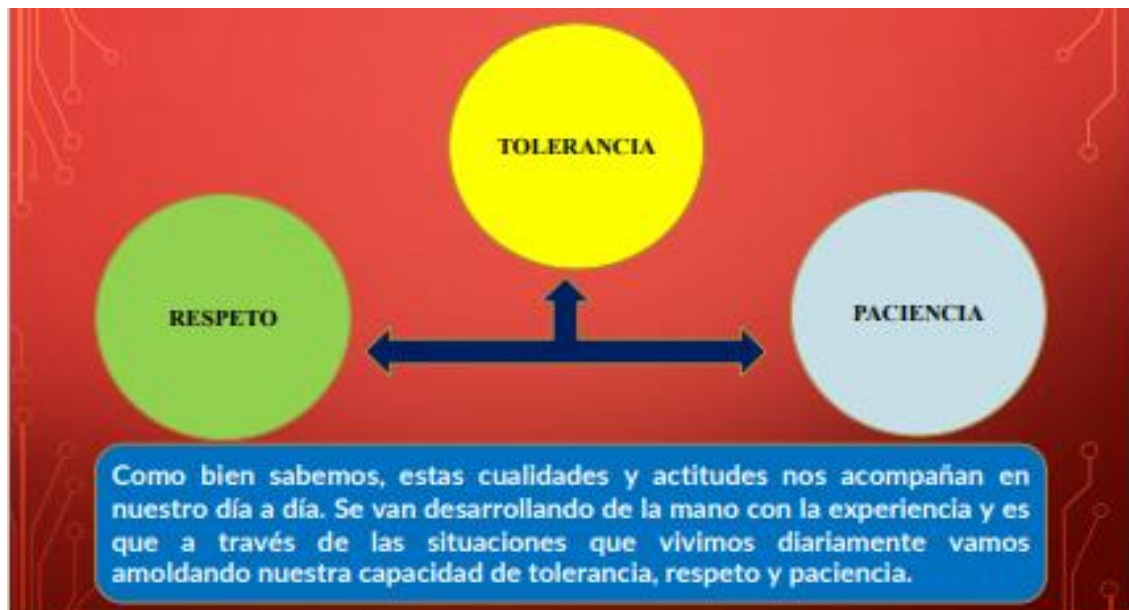 TOLERANCIA
RESPETO
PACIENCIA
Como bien sabemos, estas cualidades y actitudes nos acompañan en
nuestro día a día. Se van desarrollando de la mano con la experiencia y es
que a través de las situaciones que vivimos diariamente vamos
amoldando nuestra capacidad de tolerancia, respeto y paciencia.